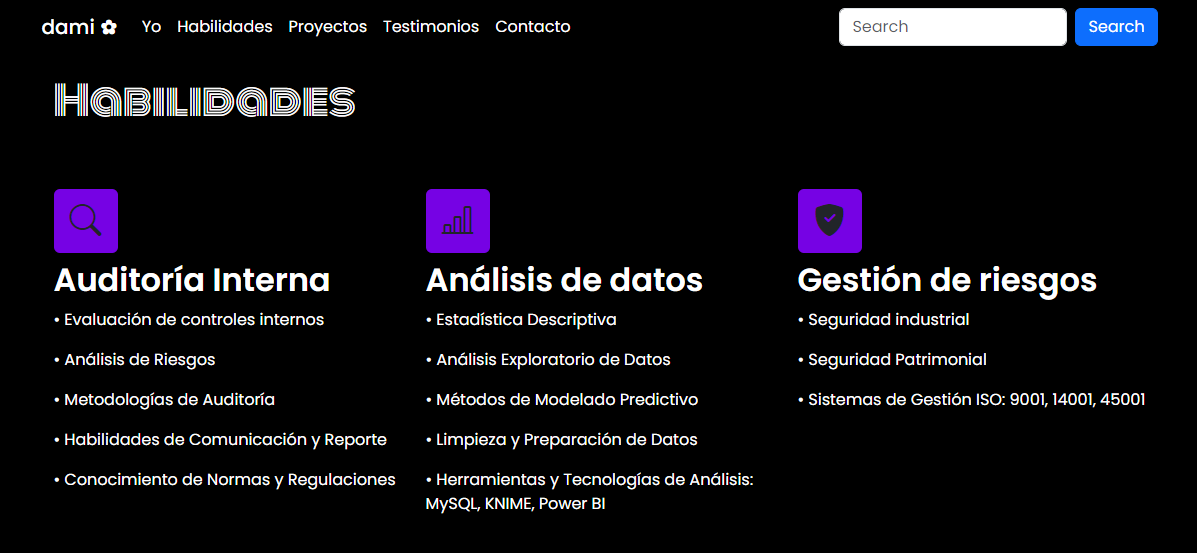 dami ✿ Yo Habilidades Proyectos Testimonios Contacto Search Search
Habilidades
Auditoría Interna
• Evaluación de controles internos
• Análisis de Riesgos
• Metodologías de Auditoría
• Habilidades de Comunicación y Reporte
• Conocimiento de Normas y Regulaciones
Análisis de datos
• Estadística Descriptiva
• Análisis Exploratorio de Datos
• Métodos de Modelado Predictivo
• Limpieza y Preparación de Datos
• Herramientas y Tecnologías de Análisis:
MySQL, KNIME, Power BI
Gestión de riesgos
• Seguridad industrial
• Seguridad Patrimonial
• Sistemas de Gestión ISO: 9001, 14001, 45001